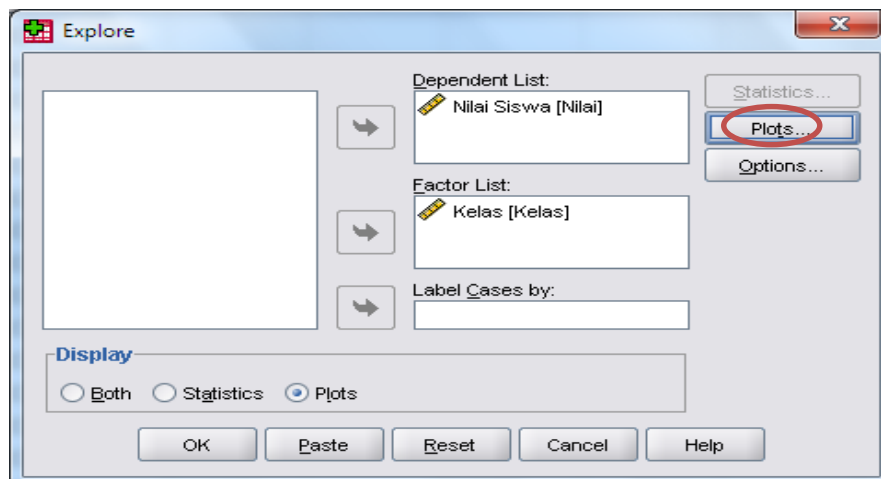 Explore
Dependent List:
Nilai Siswa [Nilai]
Statistics...
Plots...
Options...
Factor List:
Kelas [Kelas]
Label Cases by:
Display
Both
Statistics
Plots
OK
Paste
Reset
Cancel
Help